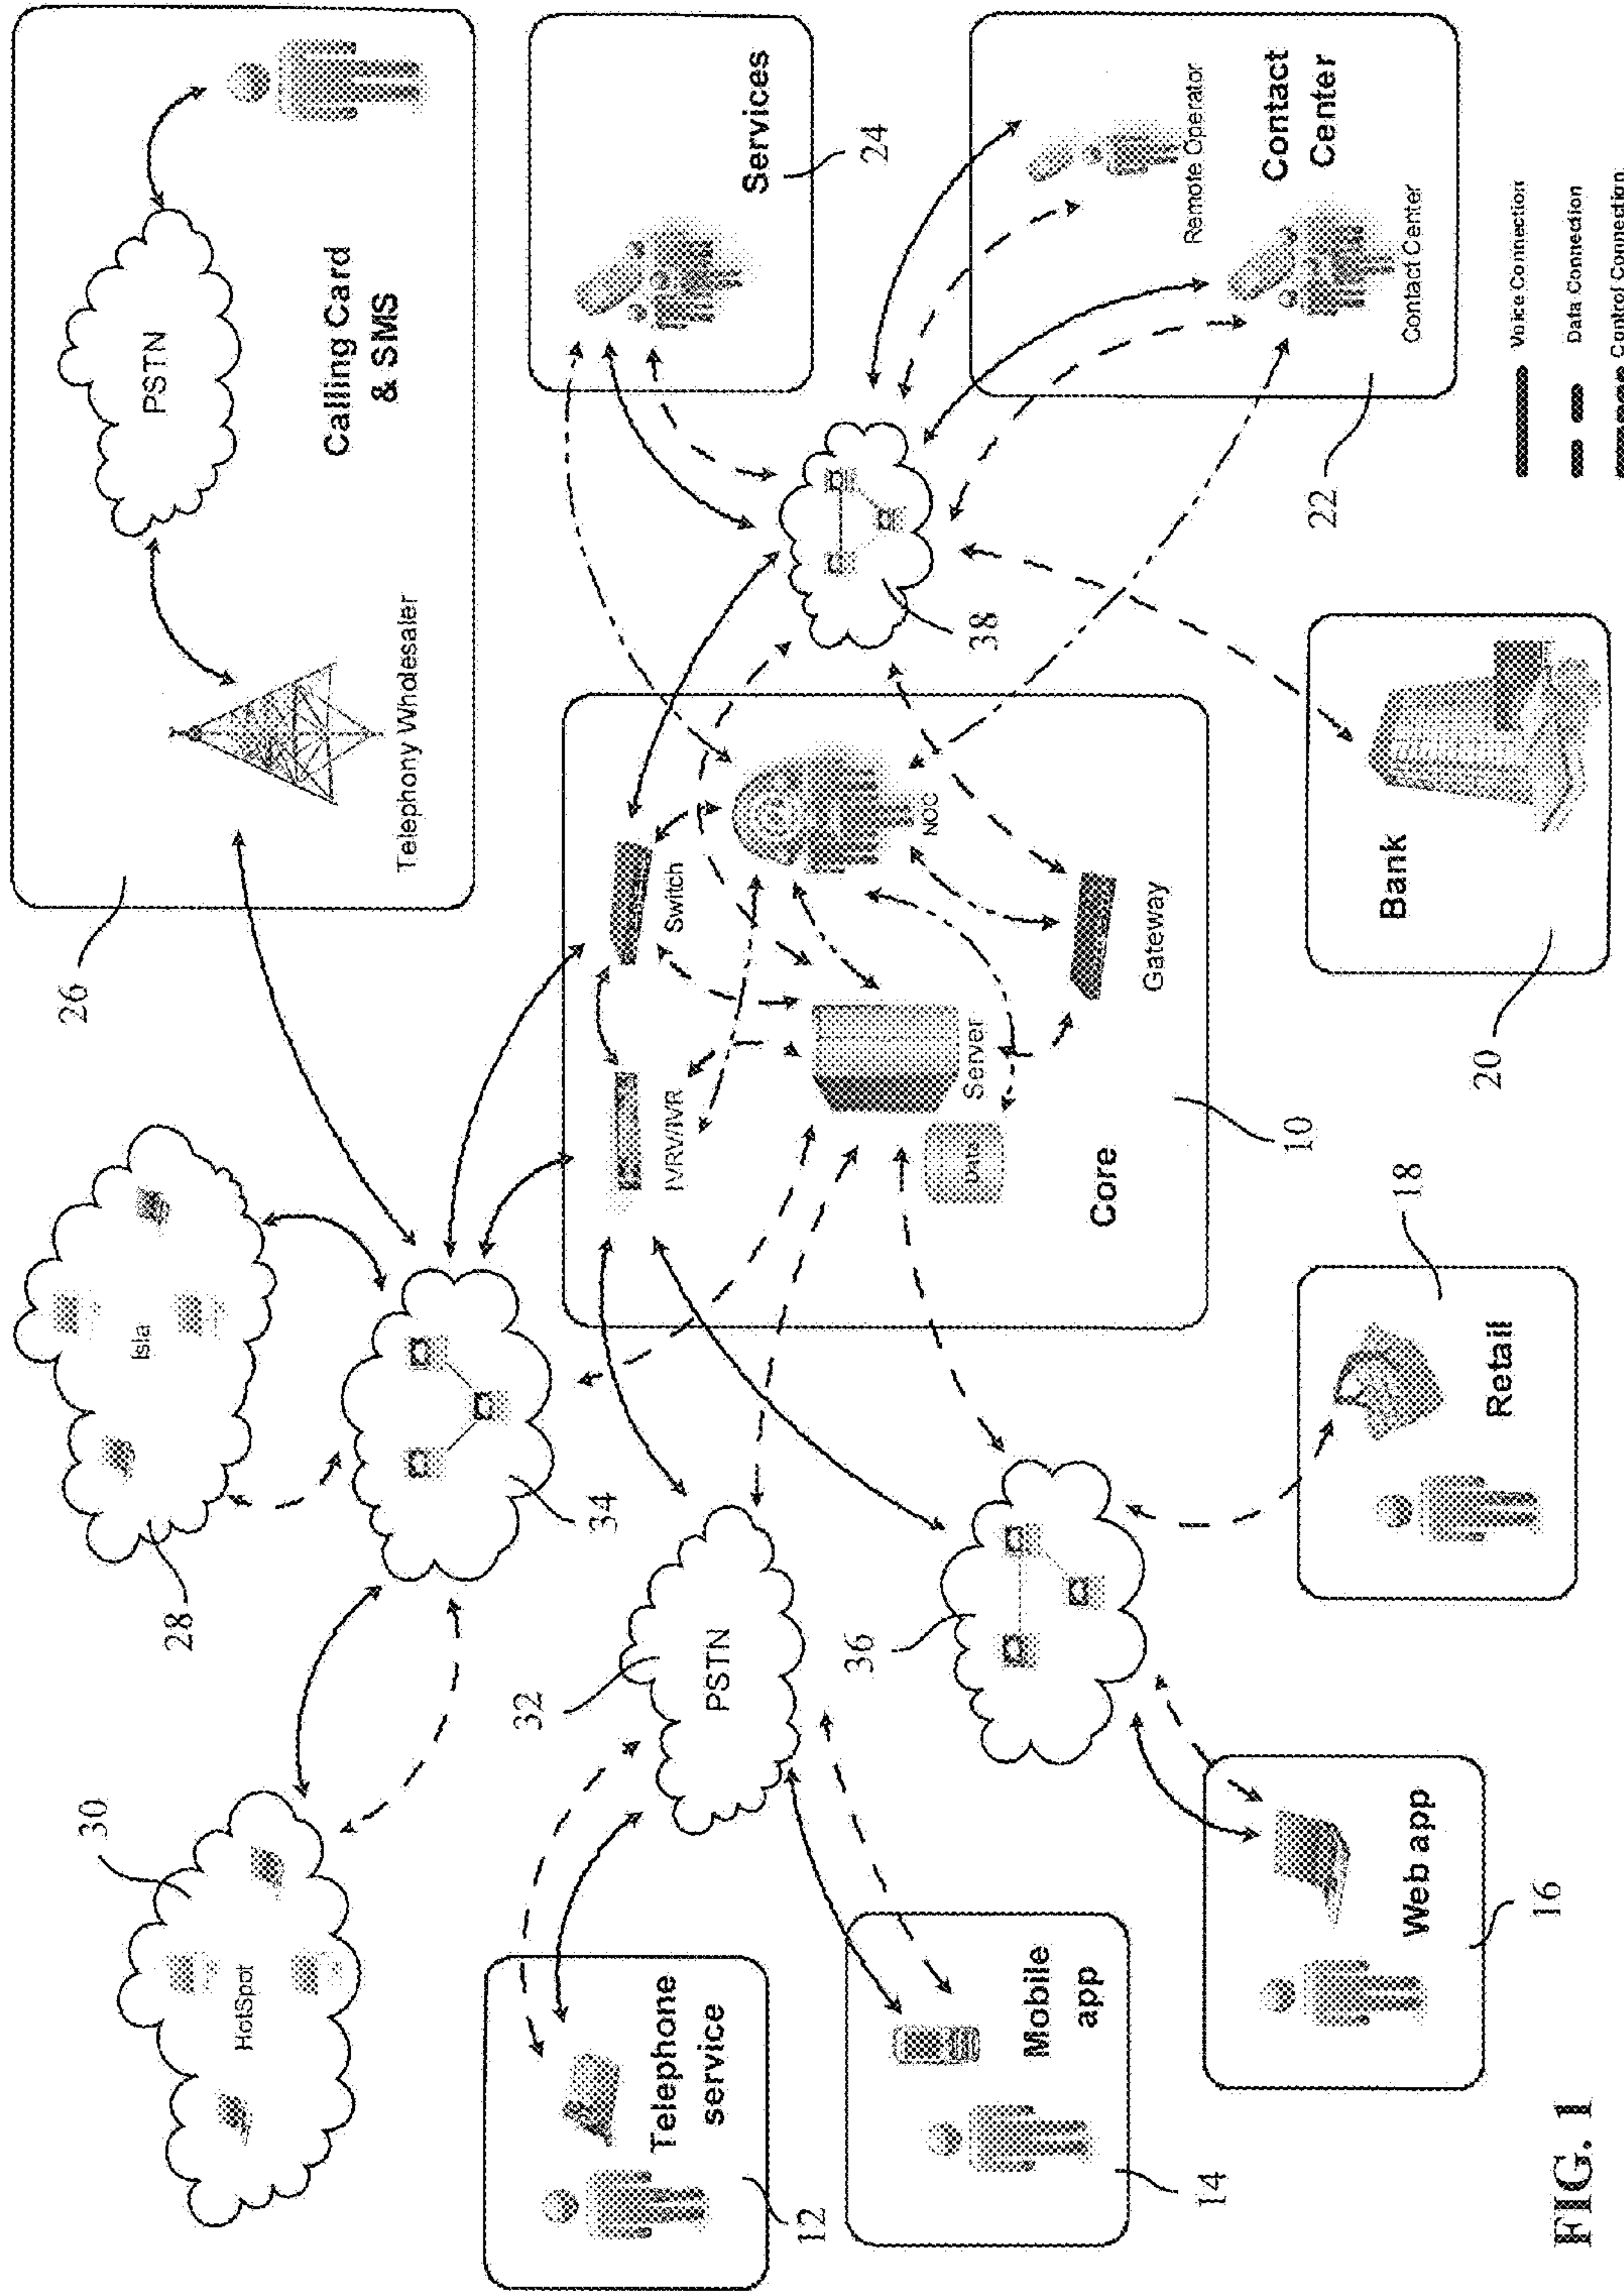 30
26
Isla
PSTN
28
HotSpot
Calling Card
& SMS
Telephony Wholesaler
32
34
Telephone
service
IVRV/IVR
Switch
PSTN
Services
12
36
24
NOC
Data
Server
38
Mobile
app
Core
Gateway
Remote Operator
14
10
Contact
Center
22
Bank
18
Contact Center
Web app
Retail
20
16
Voice Connection
Data Connection
Control Connection
FIG. 1